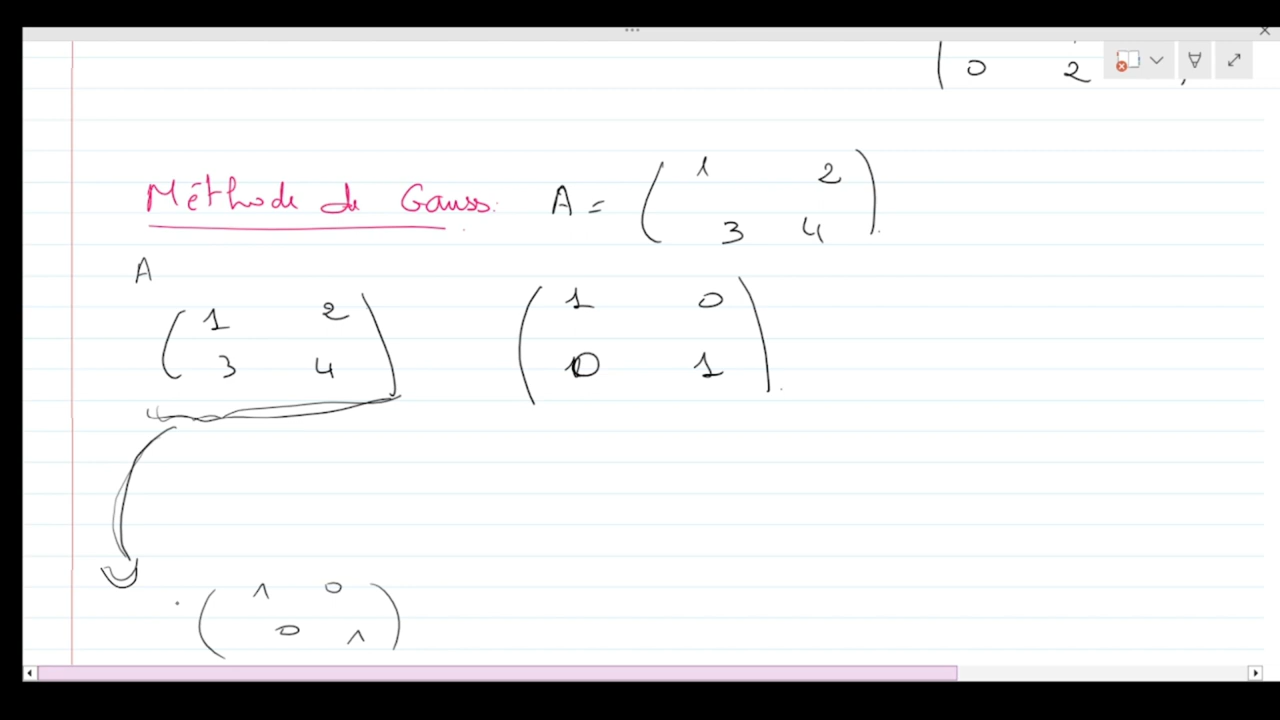 0 2
Méthode de Gauss. A = ( 1 2
3 4 ).
A
( 1 2 ( 1 0
3 4 ) 0 1 ).
( 1 0
0 1 )